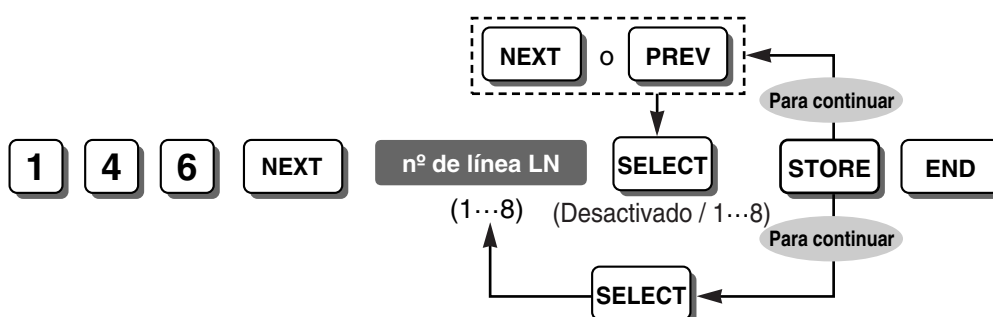 NEXT o PREV
Para continuar
1 4 6 NEXT nº de línea LN SELECT STORE END
(1···8) (Desactivado / 1···8)
Para continuar
SELECT